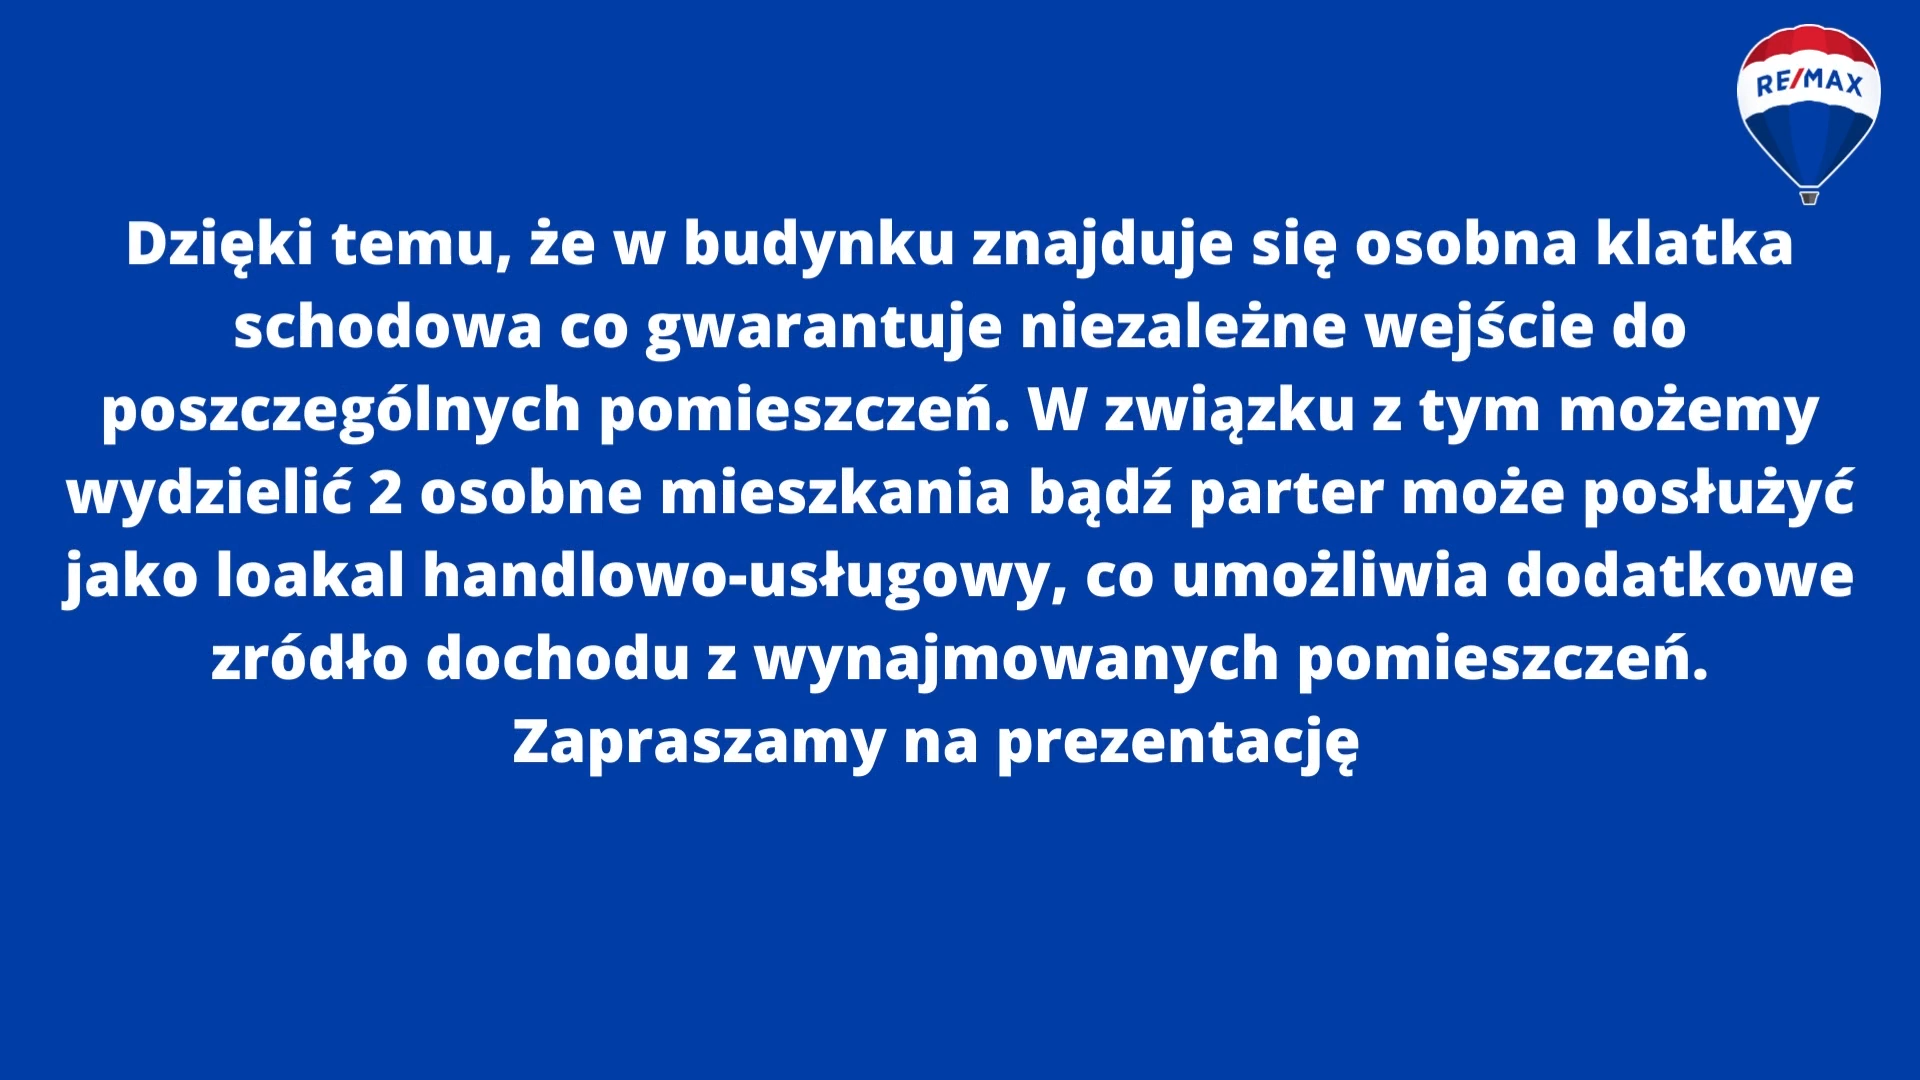 RE/MAX
Dzięki temu, że w budynku znajduje się osobna klatka
schodowa co gwarantuje niezależne wejście do
poszczególnych pomieszczeń. W związku z tym możemy
wydzielić 2 osobne mieszkania bądź parter może posłużyć
jako loakal handlowo-usługowy, co umożliwia dodatkowe
zródło dochodu z wynajmowanych pomieszczeń.
Zapraszamy na prezentację